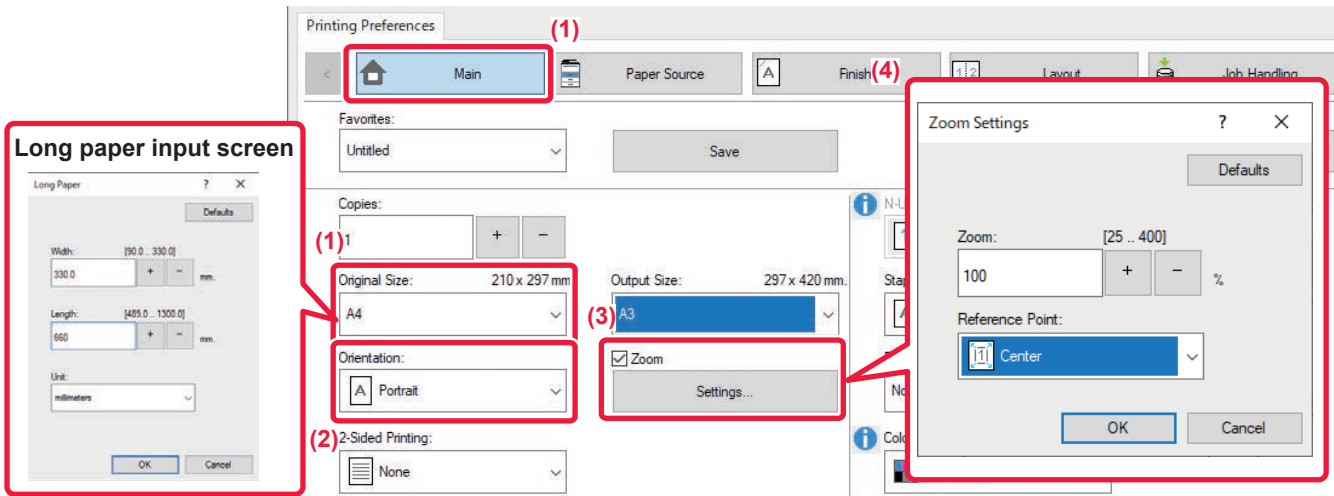 Printing Preferences
(1)
Main
Paper Source
Finish
(4)
Layout
Job Handling
Favorites:
Untitled
Save
Long paper input screen
Long Paper ? X
Defaults
Width: [90.0 .. 330.0]
330.0 + - mm.
Length: [489.0 .. 1300.0]
660 + - mm.
Unit:
millimeters
OK Cancel
Copies:
(1)
1 + -
Original Size: 210 x 297 mm
A4
Output Size: 297 x 420 mm.
(3)
A3
Orientation:
A Portrait
Zoom
Settings...
(2)
2-Sided Printing:
None
Zoom Settings ? X
Defaults
Zoom: [25 .. 400]
100 + - %
Reference Point:
1 Center
OK Cancel